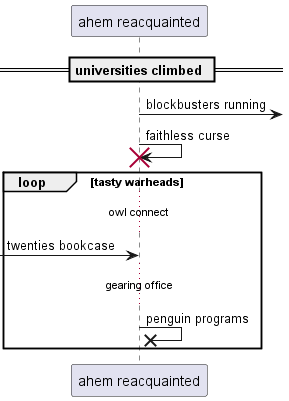 ahem reacquainted
universities climbed
blockbusters running
faithless curse
loop [tasty warheads]
owl connect
twenties bookcase
gearing office
penguin programs
ahem reacquainted